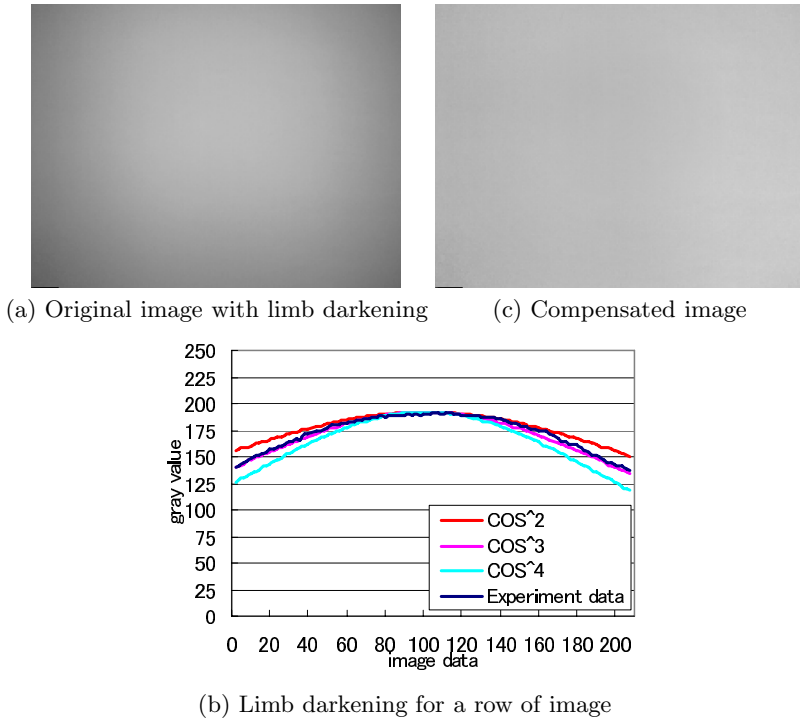 (a) Original image with limb darkening
(c) Compensated image
250
225
200
175
150
125
100
75
50
25
0
gray value
COS^2
COS^3
COS^4
Experiment data
0 20 40 60 80 100 120 140 160 180 200
image data
(b) Limb darkening for a row of image